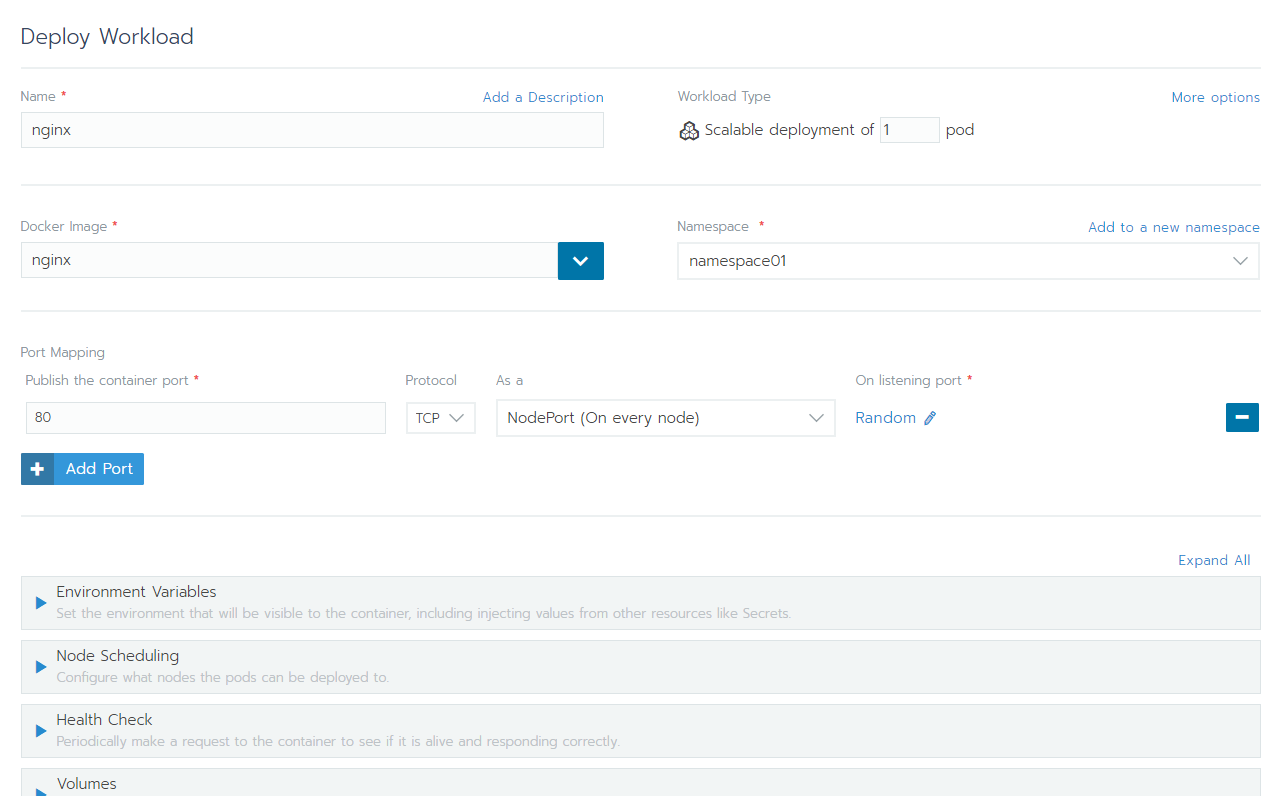 Deploy Workload
Name * Add a Description
nginx
Workload Type More options
Scalable deployment of 1 pod
Docker Image *
nginx
Namespace * Add to a new namespace
namespace01
Port Mapping
Publish the container port * Protocol As a On listening port *
80 TCP NodePort (On every node) Random
Add Port
Expand All
Environment Variables
Set the environment that will be visible to the container, including injecting values from other resources like Secrets.
Node Scheduling
Configure what nodes the pods can be deployed to.
Health Check
Periodically make a request to the container to see if it is alive and responding correctly.
Volumes